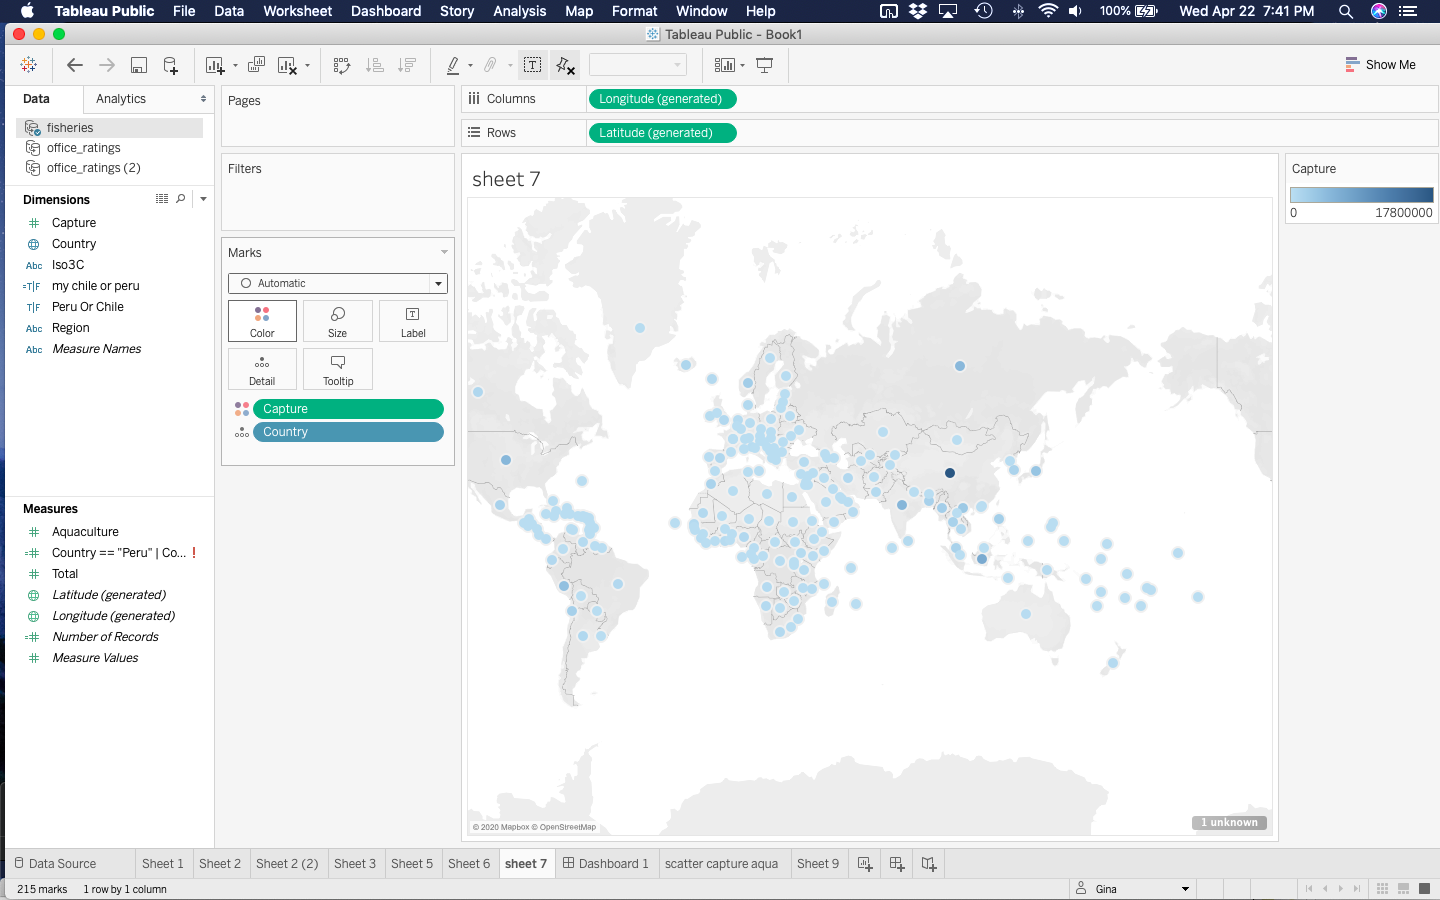 Tableau Public File Data Worksheet Dashboard Story Analysis Map Format Window Help 100% Wed Apr 22 7:41 PM
Tableau Public - Book1
Show Me
Data Analytics
fisheries
office_ratings
office_ratings (2)
Dimensions
# Capture
Country
Abc Iso3C
=T|F my chile or peru
T|F Peru Or Chile
Abc Region
Abc Measure Names
Measures
# Aquaculture
=# Country == "Peru" | Co... !
# Total
Latitude (generated)
Longitude (generated)
=# Number of Records
# Measure Values
Pages
Filters
Marks
Automatic
Color Size Label
Detail Tooltip
Capture
Country
Columns Longitude (generated)
Rows Latitude (generated)
sheet 7
© 2020 Mapbox © OpenStreetMap
1 unknown
Capture
0 17800000
Data Source Sheet 1 Sheet 2 Sheet 2 (2) Sheet 3 Sheet 5 Sheet 6 sheet 7 Dashboard 1 scatter capture aqua Sheet 9
215 marks 1 row by 1 column Gina